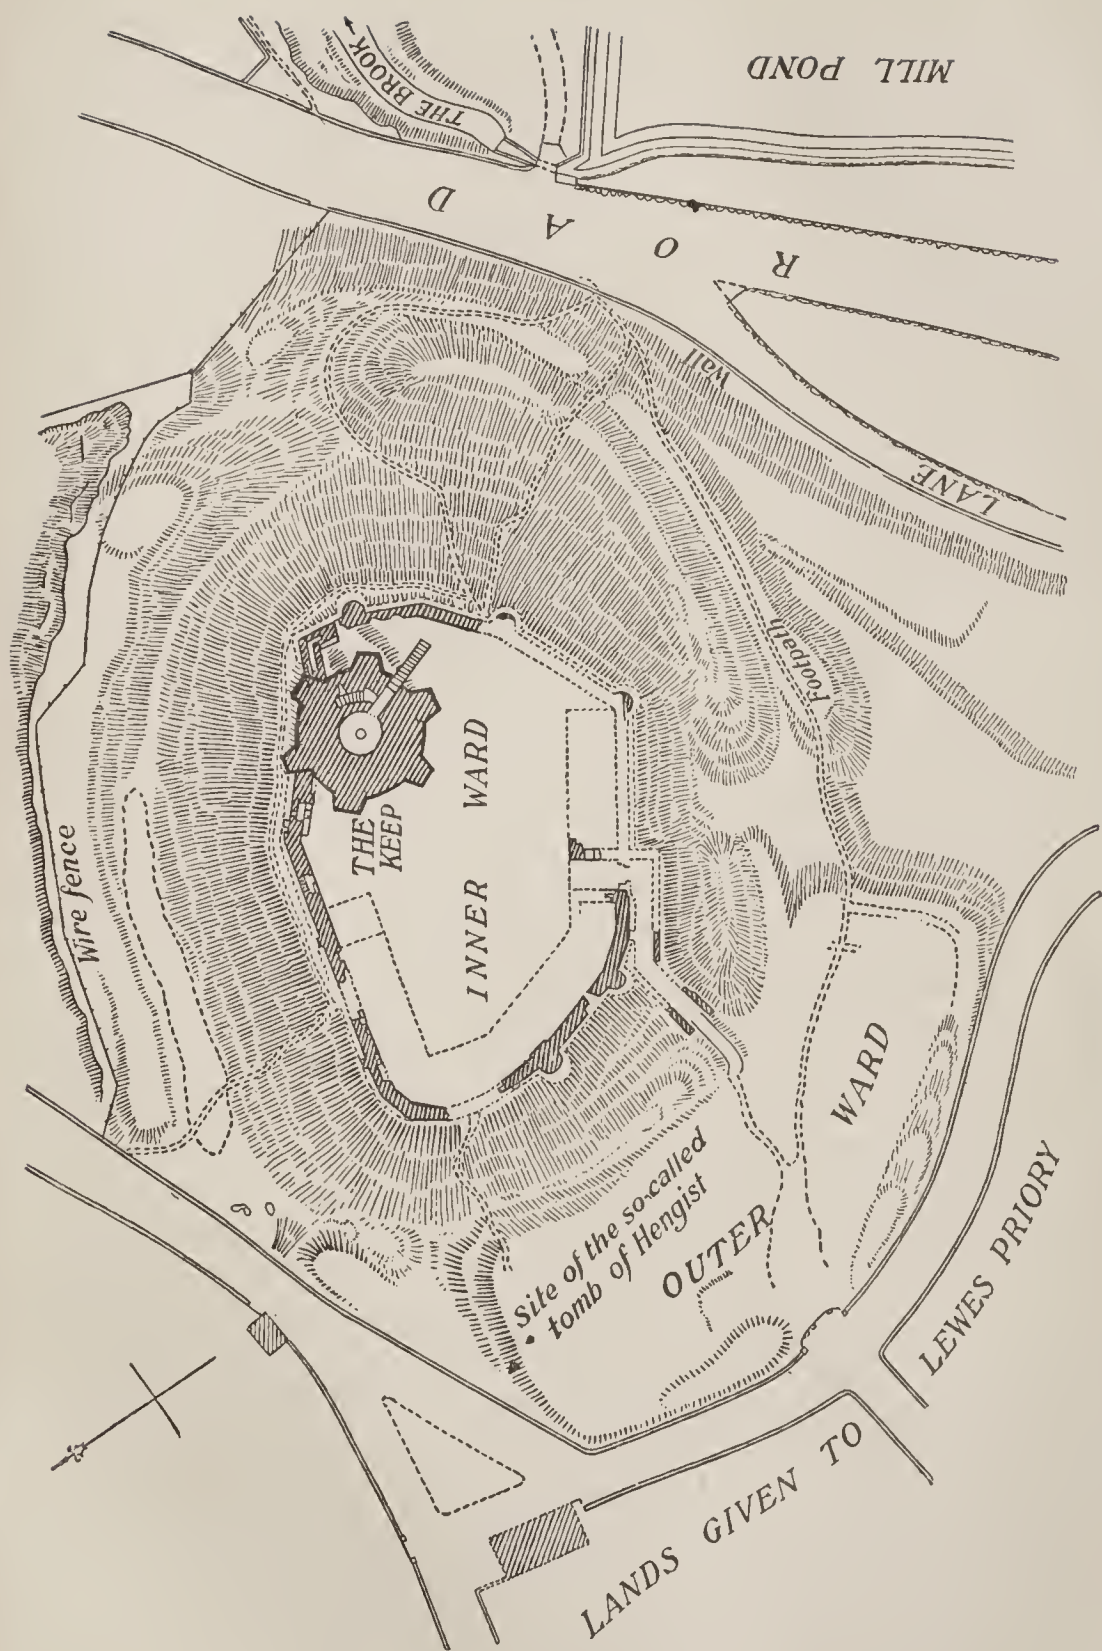 MILL POND
THE BROOK
ROAD
Wall
LANE
Footpath
Wire fence
THE
KEEP
INNER WARD
Site of the so-called
tomb of Hengist
OUTER WARD
LANDS GIVEN TO LEWES PRIORY